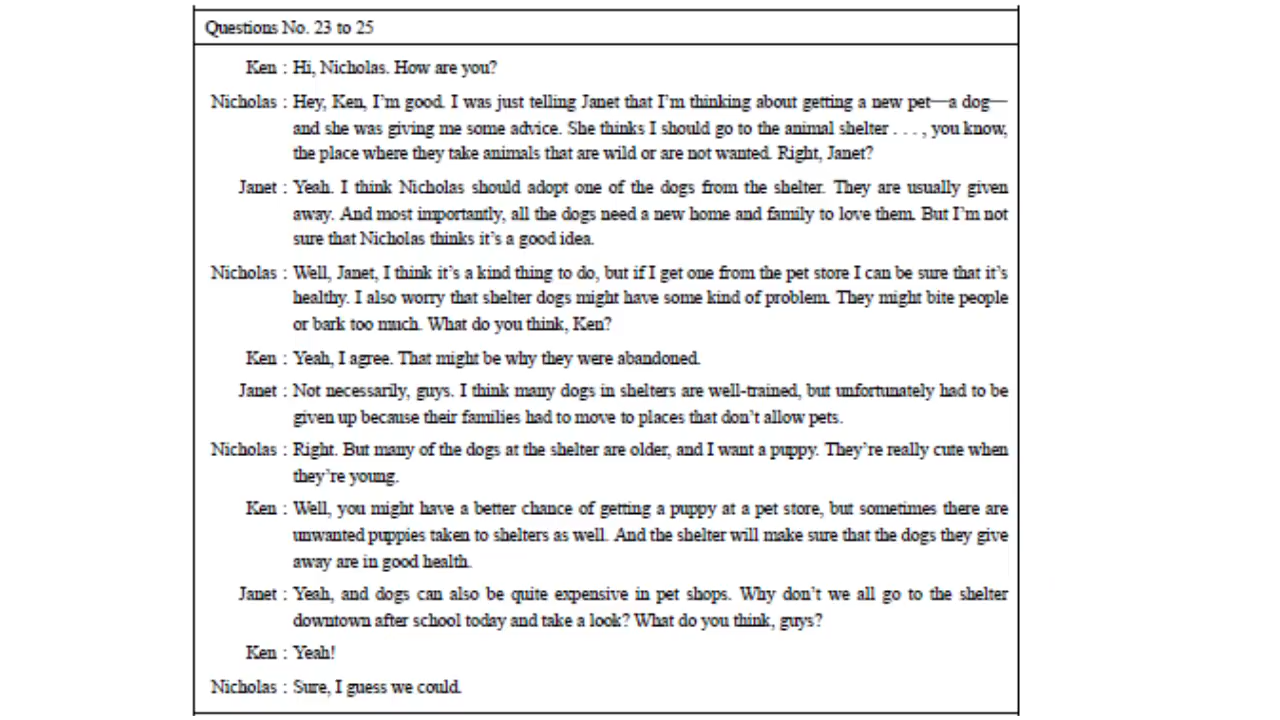 Questions No. 23 to 25
Ken : Hi, Nicholas. How are you?
Nicholas : Hey, Ken, I'm good. I was just telling Janet that I'm thinking about getting a new pet—a dog—
and she was giving me some advice. She thinks I should go to the animal shelter . . . , you know,
the place where they take animals that are wild or are not wanted. Right, Janet?
Janet : Yeah. I think Nicholas should adopt one of the dogs from the shelter. They are usually given
away. And most importantly, all the dogs need a new home and family to love them. But I'm not
sure that Nicholas thinks it's a good idea.
Nicholas : Well, Janet, I think it's a kind thing to do, but if I get one from the pet store I can be sure that it's
healthy. I also worry that shelter dogs might have some kind of problem. They might bite people
or bark too much. What do you think, Ken?
Ken : Yeah, I agree. That might be why they were abandoned.
Janet : Not necessarily, guys. I think many dogs in shelters are well-trained, but unfortunately had to be
given up because their families had to move to places that don't allow pets.
Nicholas : Right. But many of the dogs at the shelter are older, and I want a puppy. They're really cute when
they're young.
Ken : Well, you might have a better chance of getting a puppy at a pet store, but sometimes there are
unwanted puppies taken to shelters as well. And the shelter will make sure that the dogs they give
away are in good health.
Janet : Yeah, and dogs can also be quite expensive in pet shops. Why don't we all go to the shelter
downtown after school today and take a look? What do you think, guys?
Ken : Yeah!
Nicholas : Sure, I guess we could.